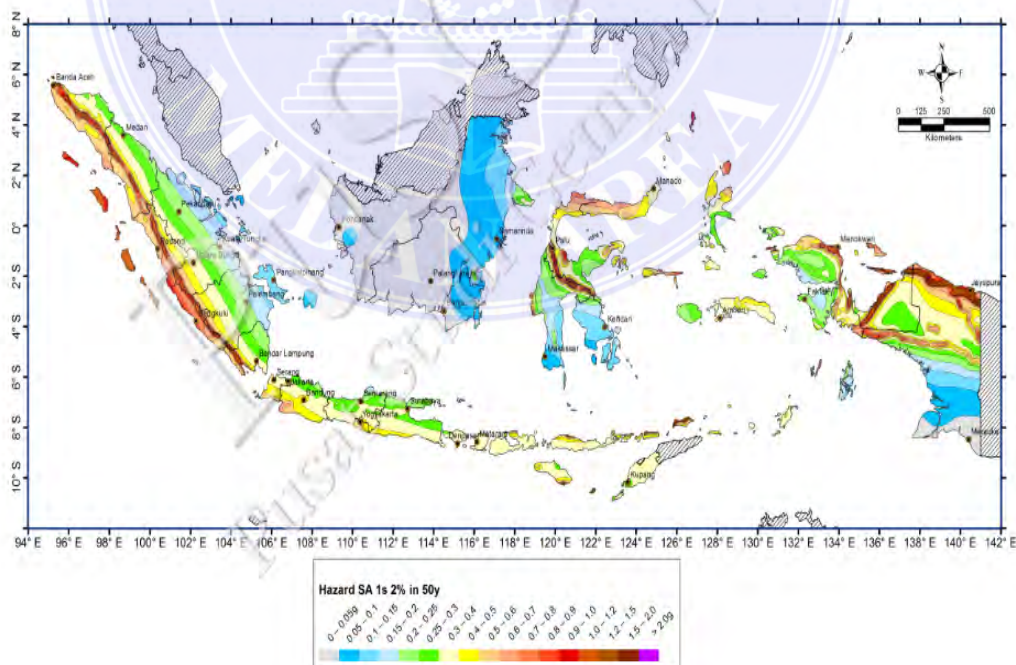 8° N
6° N
4° N
2° N
0°
2° S
4° S
6° S
8° S
10° S
Banda Aceh
Medan
Padang
Bengkulu
Bandar Lampung
Serang
Bandung
Semarang
Yogyakarta
Surabaya
Denpasar
Mataram
Kupang
Pontianak
Pangkalpinang
Palembang
Samarinda
Palu
Makassar
Kendari
Manado
Ambon
Manokwari
Jayapura
Merauke
N
W
S
0 125 250 500
Kilometers
94° E 96° E 98° E 100° E 102° E 104° E 106° E 108° E 110° E 112° E 114° E 116° E 118° E 120° E 122° E 124° E 126° E 128° E 130° E 132° E 134° E 136° E 138° E 140° E 142° E
Hazard SA 1s 2% in 50y
0 – 0.05g
0.05 – 0.1
0.1 – 0.15
0.15 – 0.2
0.2 – 0.25
0.25 – 0.3
0.3 – 0.4
0.4 – 0.5
0.5 – 0.6
0.6 – 0.7
0.7 – 0.8
0.8 – 0.9
0.9 – 1.0
1.0 – 1.2
1.2 – 1.5
1.5 – 2.0
> 2.0g